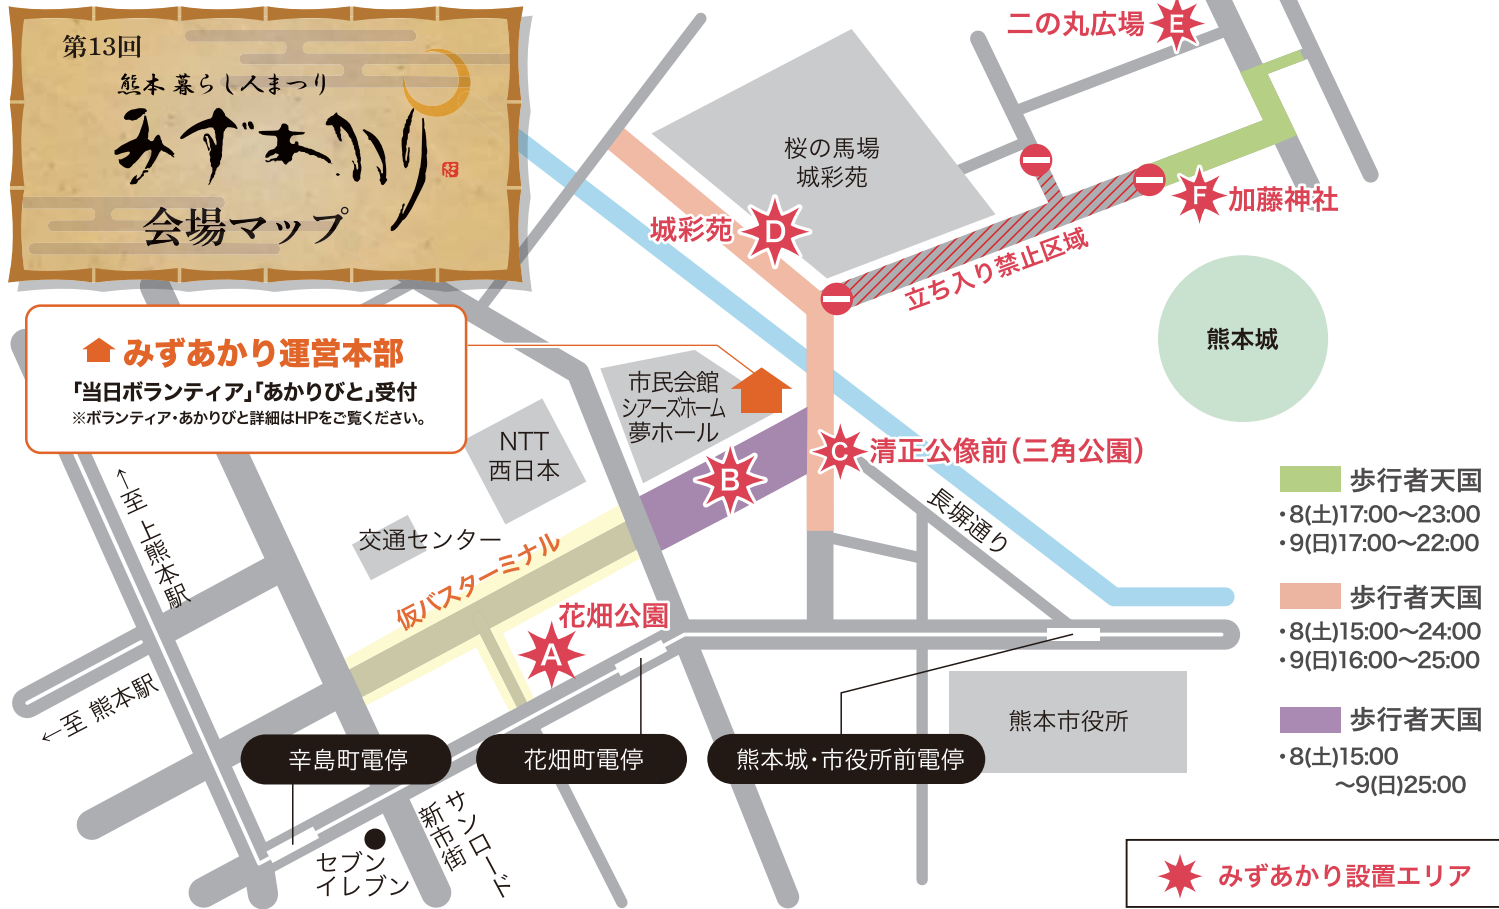 第13回
熊本 暮らし人まつり
みずあかり
会場マップ
みずあかり運営本部
「当日ボランティア」「あかりびと」受付
※ボランティア・あかりびと詳細はHPをご覧ください。
二の丸広場
E
桜の馬場
城彩苑
城彩苑
D
F
加藤神社
立ち入り禁止区域
熊本城
市民会館
シアーズホーム
夢ホール
NTT
西日本
B
C
清正公像前(三角公園)
長塀通り
交通センター
仮バスターミナル
花畑公園
A
←至 上熊本駅
←至 熊本駅
辛島町電停
花畑町電停
熊本城・市役所前電停
熊本市役所
セブン
イレブン
サンロード
新市街
歩行者天国
・8(土)17:00〜23:00
・9(日)17:00〜22:00
歩行者天国
・8(土)15:00〜24:00
・9(日)16:00〜25:00
歩行者天国
・8(土)15:00
〜9(日)25:00
みずあかり設置エリア